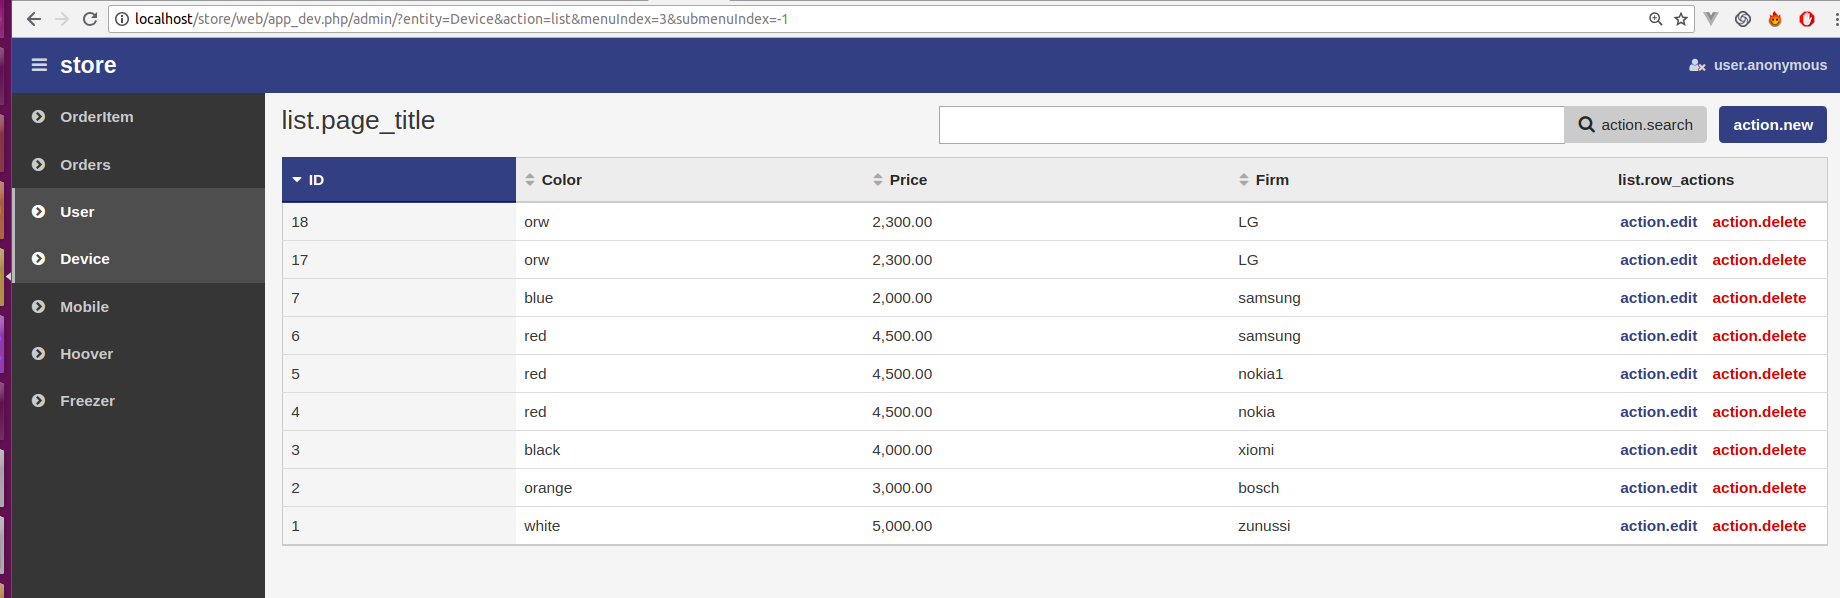 localhost/store/web/app_dev.php/admin/?entity=Device&action=list&menuIndex=3&submenuIndex=-1
store
user.anonymous
OrderItem
Orders
User
Device
Mobile
Hoover
Freezer
list.page_title
action.search
action.new
ID Color Price Firm list.row_actions
18 orw 2,300.00 LG action.edit action.delete
17 orw 2,300.00 LG action.edit action.delete
7 blue 2,000.00 samsung action.edit action.delete
6 red 4,500.00 samsung action.edit action.delete
5 red 4,500.00 nokia1 action.edit action.delete
4 red 4,500.00 nokia action.edit action.delete
3 black 4,000.00 xiomi action.edit action.delete
2 orange 3,000.00 bosch action.edit action.delete
1 white 5,000.00 zunussi action.edit action.delete